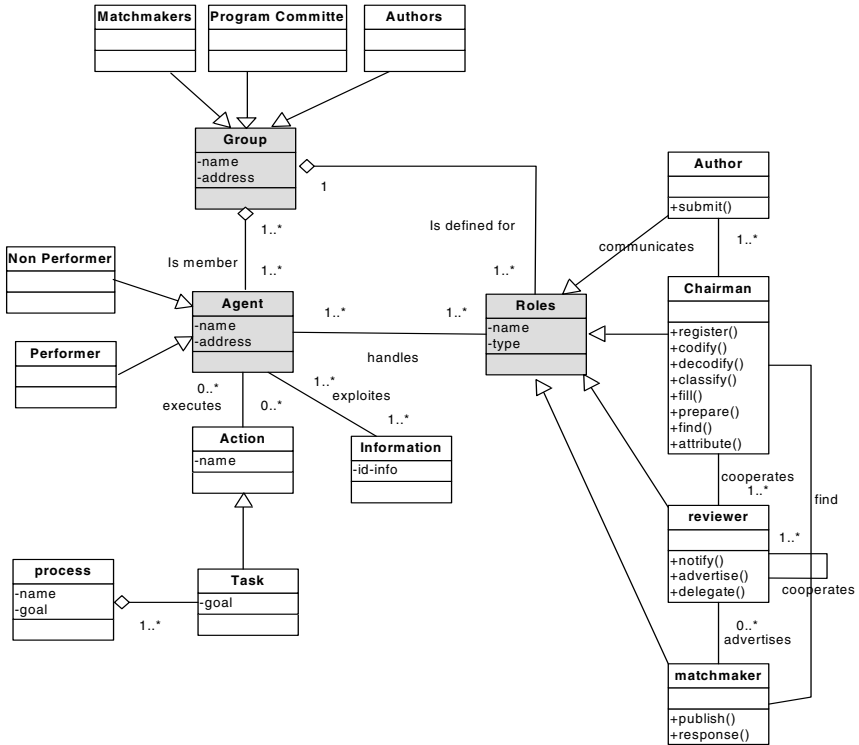 Matchmakers
Program Committe
Authors
Group
-name
-address
1
Author
+submit()
1..*
Is defined for
communicates
1..*
Is member
1..*
1..*
Non Performer
Agent
-name
-address
1..*
1..*
handles
Roles
-name
-type
Chairman
+register()
+codify()
+decodify()
+classify()
+fill()
+prepare()
+find()
+attribute()
Performer
0..*
executes
0..*
1..*
exploites
1..*
Action
-name
Information
-id-info
cooperates
1..*
find
reviewer
+notify()
+advertise()
+delegate()
1..*
cooperates
process
-name
-goal
1..*
Task
-goal
0..*
advertises
matchmaker
+publish()
+response()